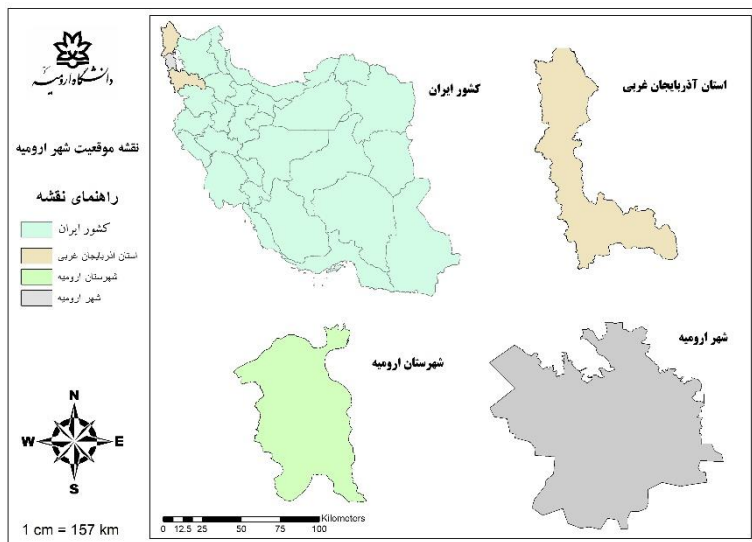 دانشگاه ارومیه
نقشه موقعیت شهر ارومیه
راهنمای نقشه
کشور ایران
استان اذربایجان غربی
شهرستان ارومیه
شهر ارومیه
N
W E
S
1 cm = 157 km
کشور ایران
استان آذربایجان غربی
شهرستان ارومیه
شهر ارومیه
Kilometers
0 12.5 25 50 75 100